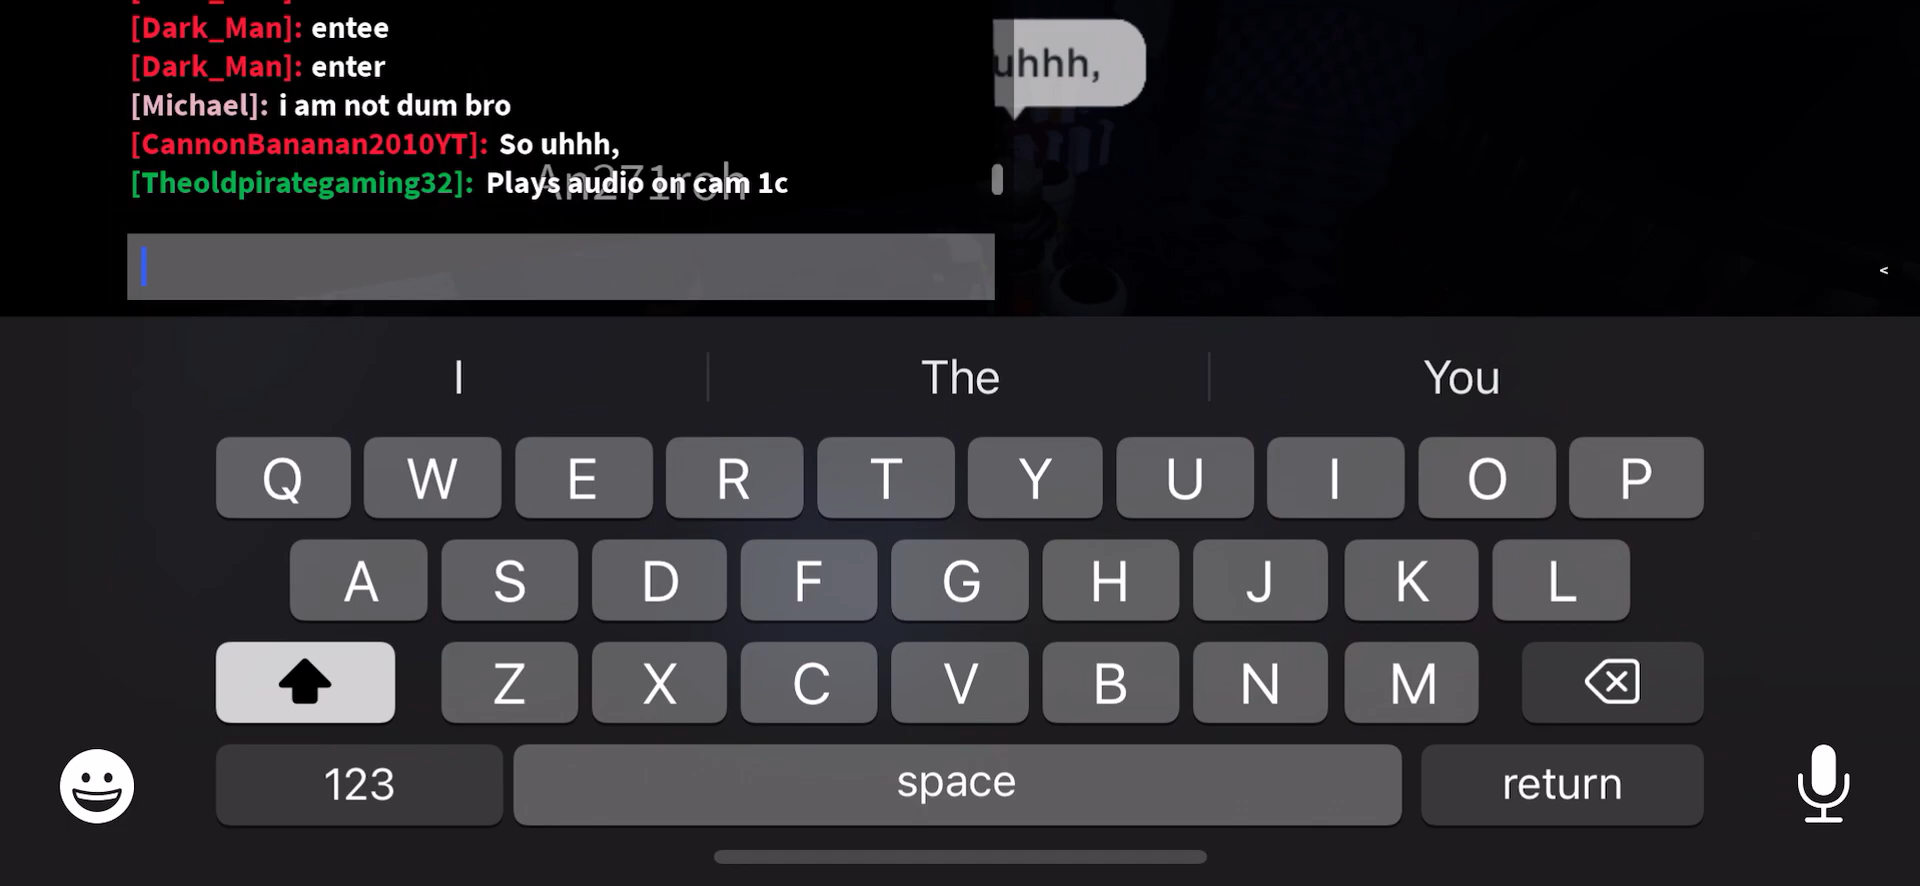 [Dark_Man]: entee
[Dark_Man]: enter
[Michael]: i am not dum bro
[CannonBananan2010YT]: So uhhh,
[Theoldpirategaming32]: Plays audio on cam 1c
An271roh
uhhh,
<
I The You
Q W E R T Y U I O P
A S D F G H J K L
Z X C V B N M
123 space return